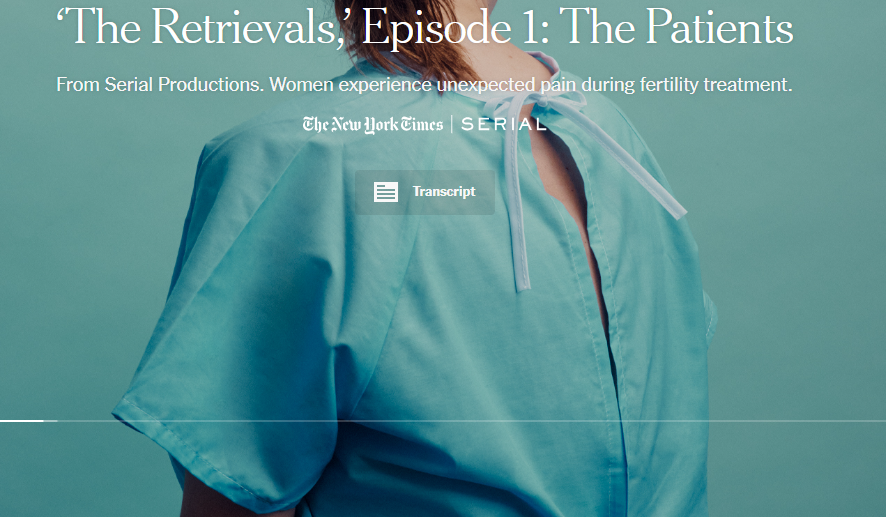 ‘The Retrievals,’ Episode 1: The Patients
From Serial Productions. Women experience unexpected pain during fertility treatment.
The New York Times | SERIAL
Transcript